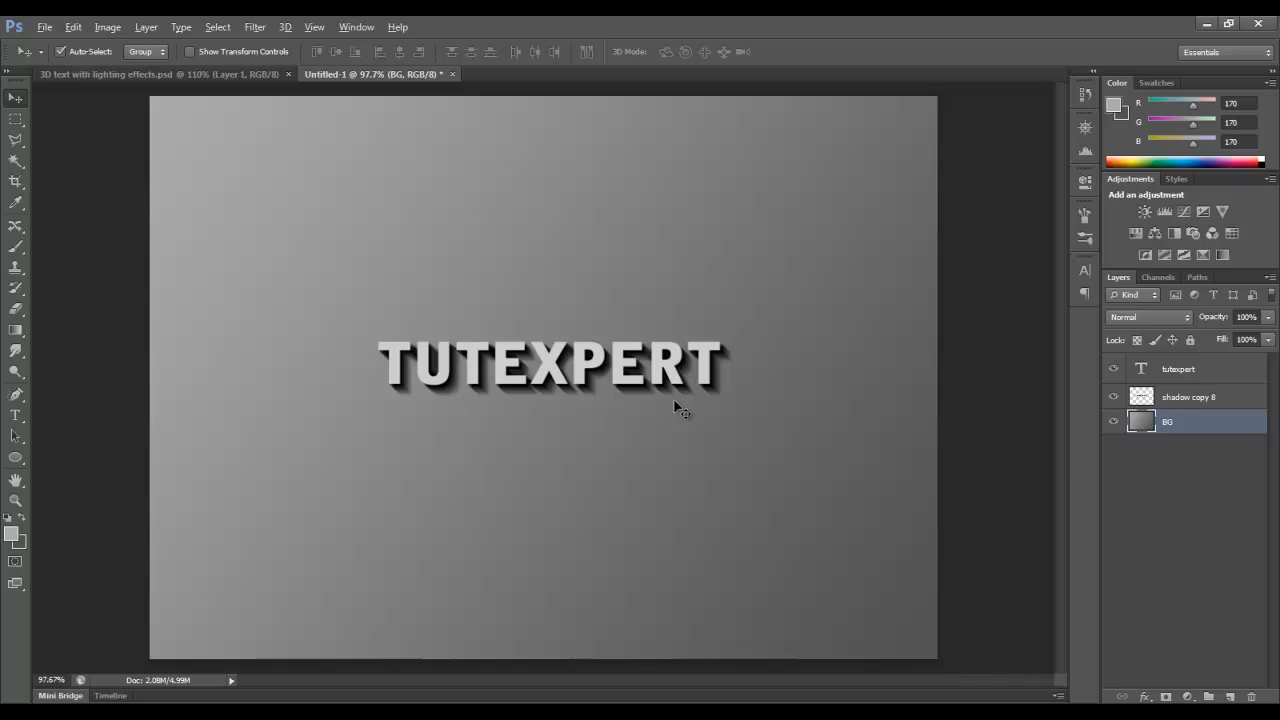 Ps File Edit Image Layer Type Select Filter 3D View Window Help
Auto-Select: Group Show Transform Controls 3D Mode: Essentials
3D text with lighting effects.psd @ 110% (Layer 1, RGB/8) × Untitled-1 @ 97.7% (BG, RGB/8) * ×
Color Swatches
R 170
G 170
B 170
Adjustments Styles
Add an adjustment
Layers Channels Paths
Kind
Normal Opacity: 100%
Lock: Fill: 100%
T tutexpert
shadow copy 8
BG
TUTEXPERT
97.67% Doc: 2.08M/4.99M
Mini Bridge Timeline